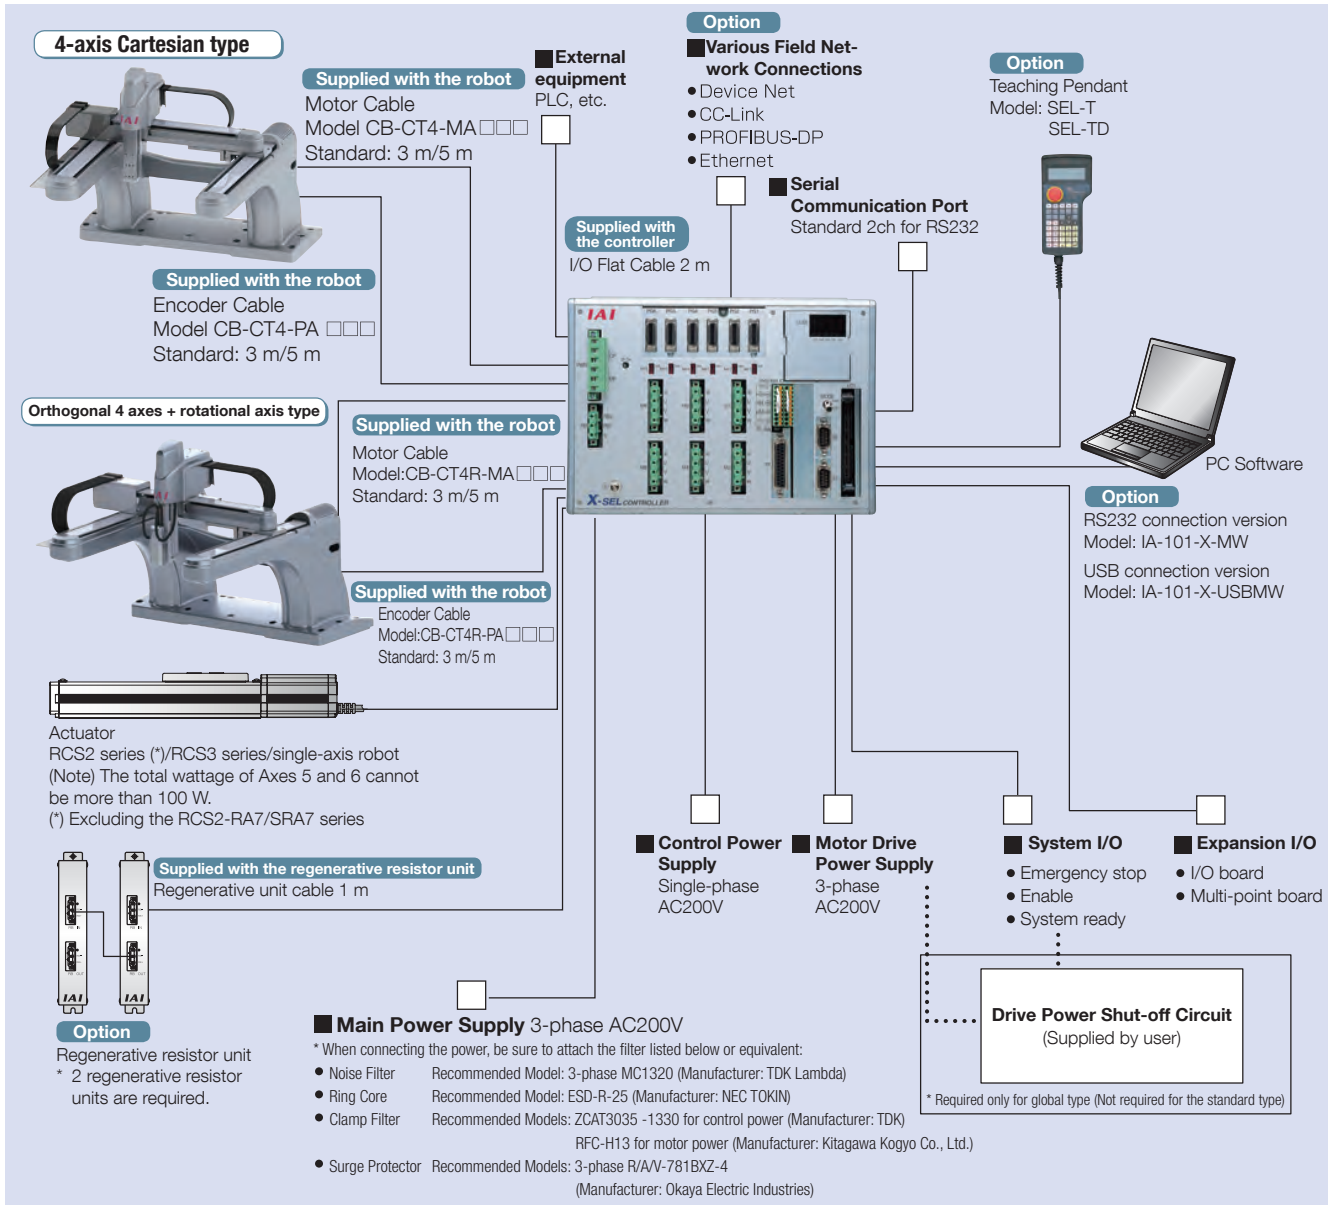 4-axis Cartesian type
Supplied with the robot
Motor Cable
Model CB-CT4-MA□□□
Standard: 3 m/5 m
■External
equipment
PLC, etc.
Option
■Various Field Net-
work Connections
● Device Net
● CC-Link
● PROFIBUS-DP
● Ethernet
■ Serial
Communication Port
Standard 2ch for RS232
Option
Teaching Pendant
Model: SEL-T
SEL-TD
Supplied with
the controller
I/O Flat Cable 2 m
Supplied with the robot
Encoder Cable
Model CB-CT4-PA □□□
Standard: 3 m/5 m
IAI
IAI
X-SEL CONTROLLER
Orthogonal 4 axes + rotational axis type
Supplied with the robot
Motor Cable
Model:CB-CT4R-MA□□□
Standard: 3 m/5 m
IAI
Supplied with the robot
Encoder Cable
Model:CB-CT4R-PA□□□
Standard: 3 m/5 m
PC Software
Option
RS232 connection version
Model: IA-101-X-MW
USB connection version
Model: IA-101-X-USBMW
Actuator
RCS2 series (*)/RCS3 series/single-axis robot
(Note) The total wattage of Axes 5 and 6 cannot
be more than 100 W.
(*) Excluding the RCS2-RA7/SRA7 series
Supplied with the regenerative resistor unit
Regenerative unit cable 1 m
RB IN
RB IN
RB OUT
RB OUT
IAI
IAI
Option
Regenerative resistor unit
* 2 regenerative resistor
units are required.
■ Control Power
Supply
Single-phase
AC200V
■ Motor Drive
Power Supply
3-phase
AC200V
■ System I/O
● Emergency stop
● Enable
● System ready
■ Expansion I/O
● I/O board
● Multi-point board
Drive Power Shut-off Circuit
(Supplied by user)
* Required only for global type (Not required for the standard type)
■ Main Power Supply 3-phase AC200V
* When connecting the power, be sure to attach the filter listed below or equivalent:
● Noise Filter Recommended Model: 3-phase MC1320 (Manufacturer: TDK Lambda)
● Ring Core Recommended Model: ESD-R-25 (Manufacturer: NEC TOKIN)
● Clamp Filter Recommended Models: ZCAT3035 -1330 for control power (Manufacturer: TDK)
RFC-H13 for motor power (Manufacturer: Kitagawa Kogyo Co., Ltd.)
● Surge Protector Recommended Models: 3-phase R/A/V-781BXZ-4
(Manufacturer: Okaya Electric Industries)